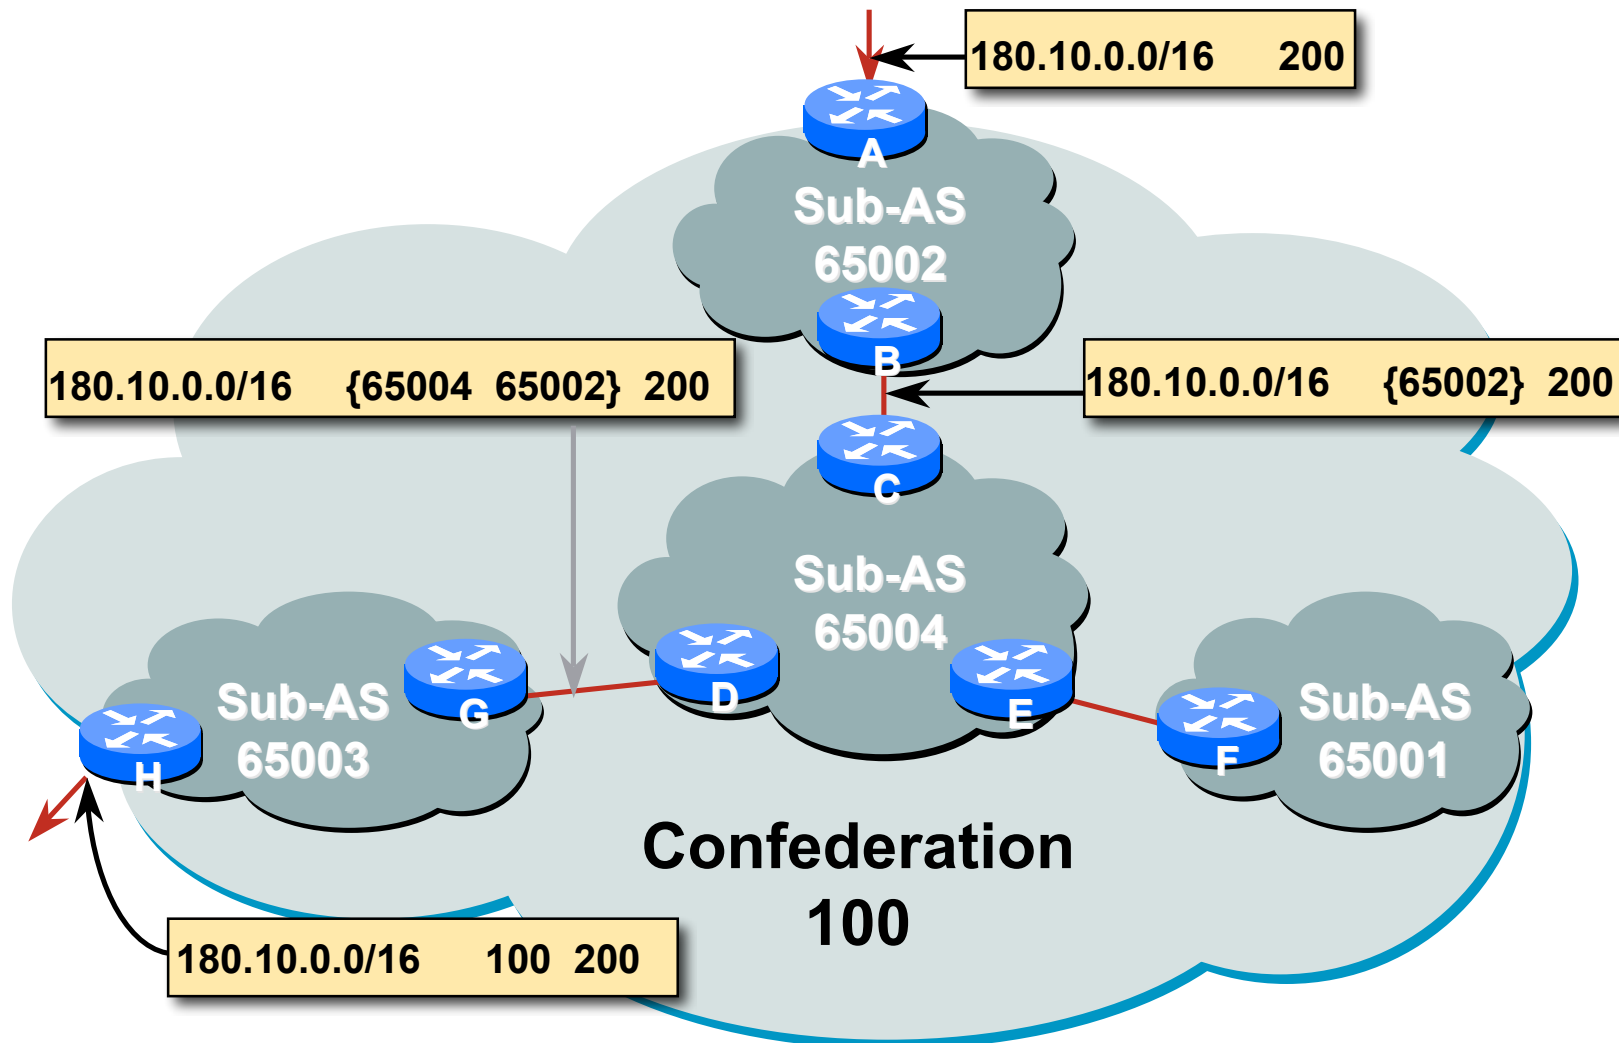 180.10.0.0/16 200
A
Sub-AS
65002
B
180.10.0.0/16 {65004 65002} 200
180.10.0.0/16 {65002} 200
C
Sub-AS
65004
D
E
G
Sub-AS
65003
H
F
Sub-AS
65001
Confederation
100
180.10.0.0/16 100 200